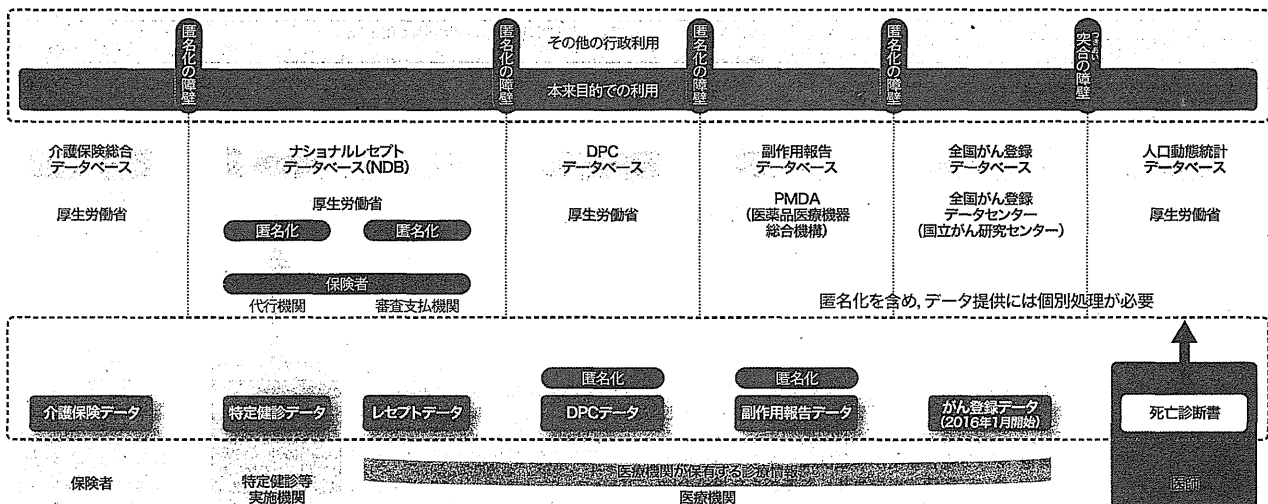 その他の行政利用
匿名化の障壁
匿名化の障壁
匿名化の障壁
匿名化の障壁
つきあい
突合の障壁
本来目的での利用
介護保険総合
データベース
厚生労働省
ナショナルレセプト
データベース(NDB)
厚生労働省
匿名化
匿名化
保険者
代行機関
審査支払機関
DPC
データベース
厚生労働省
副作用報告
データベース
PMDA
(医薬品医療機器
総合機構)
全国がん登録
データベース
全国がん登録
データセンター
(国立がん研究センター)
人口動態統計
データベース
厚生労働省
匿名化を含め,データ提供には個別処理が必要
匿名化
匿名化
介護保険データ
特定健診データ
レセプトデータ
DPCデータ
副作用報告データ
がん登録データ
(2016年1月開始)
死亡診断書
保険者
特定健診等
実施機関
医療機関が保有する診療情報
医療機関
医師